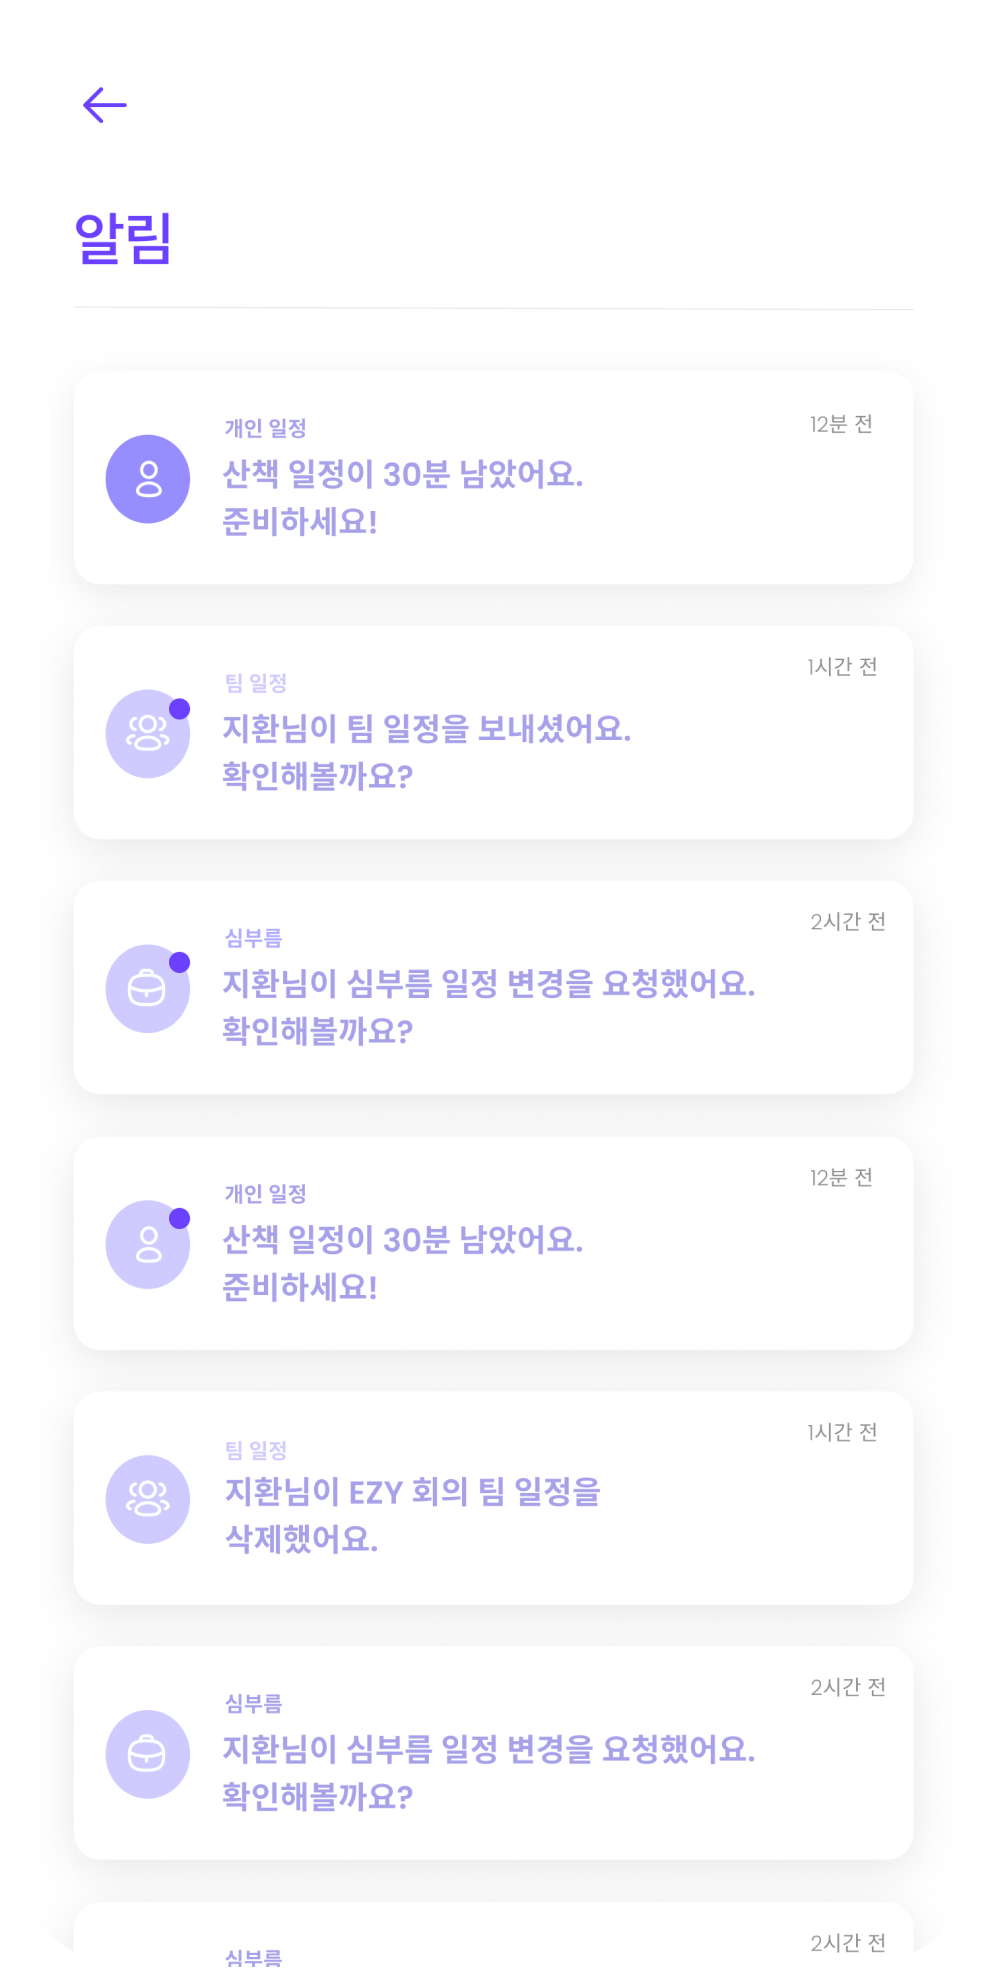 알림
개인 일정
12분 전
산책 일정이 30분 남았어요.
준비하세요!
팀 일정
1시간 전
지환님이 팀 일정을 보내셨어요.
확인해볼까요?
심부름
2시간 전
지환님이 심부름 일정 변경을 요청했어요.
확인해볼까요?
개인 일정
12분 전
산책 일정이 30분 남았어요.
준비하세요!
팀 일정
1시간 전
지환님이 EZY 회의 팀 일정을
삭제했어요.
심부름
2시간 전
지환님이 심부름 일정 변경을 요청했어요.
확인해볼까요?
심부름
2시간 전